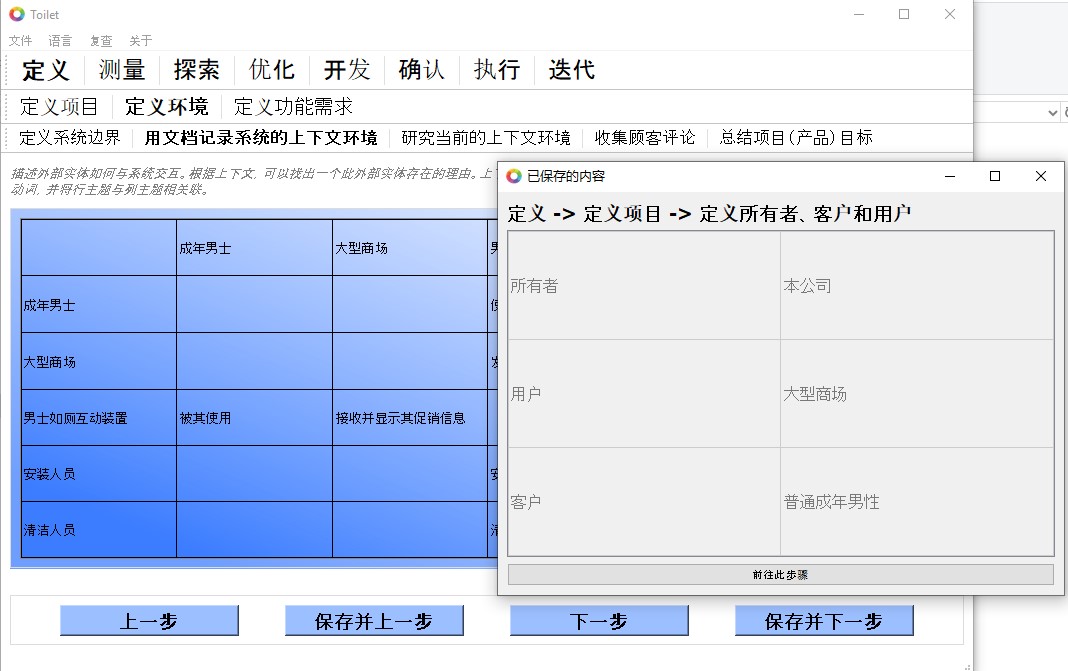 Toilet
文件 语言 复查 关于
定义 测量 探索 优化 开发 确认 执行 迭代
定义项目 定义环境 定义功能需求
定义系统边界 用文档记录系统的上下文环境 研究当前的上下文环境 收集顾客评论 总结项目(产品)目标
描述外部实体如何与系统交互。根据上下文, 可以找出一个此外部实体存在的理由。上
动词, 并将行主题与列主题相关联。
成年男士 大型商场
成年男士
大型商场
男士如厕互动装置 被其使用 接收并显示其促销信息
安装人员
清洁人员
上一步 保存并上一步 下一步 保存并下一步
已保存的内容
定义 -> 定义项目 -> 定义所有者、客户和用户
所有者 本公司
用户 大型商场
客户 普通成年男性
前往此步骤